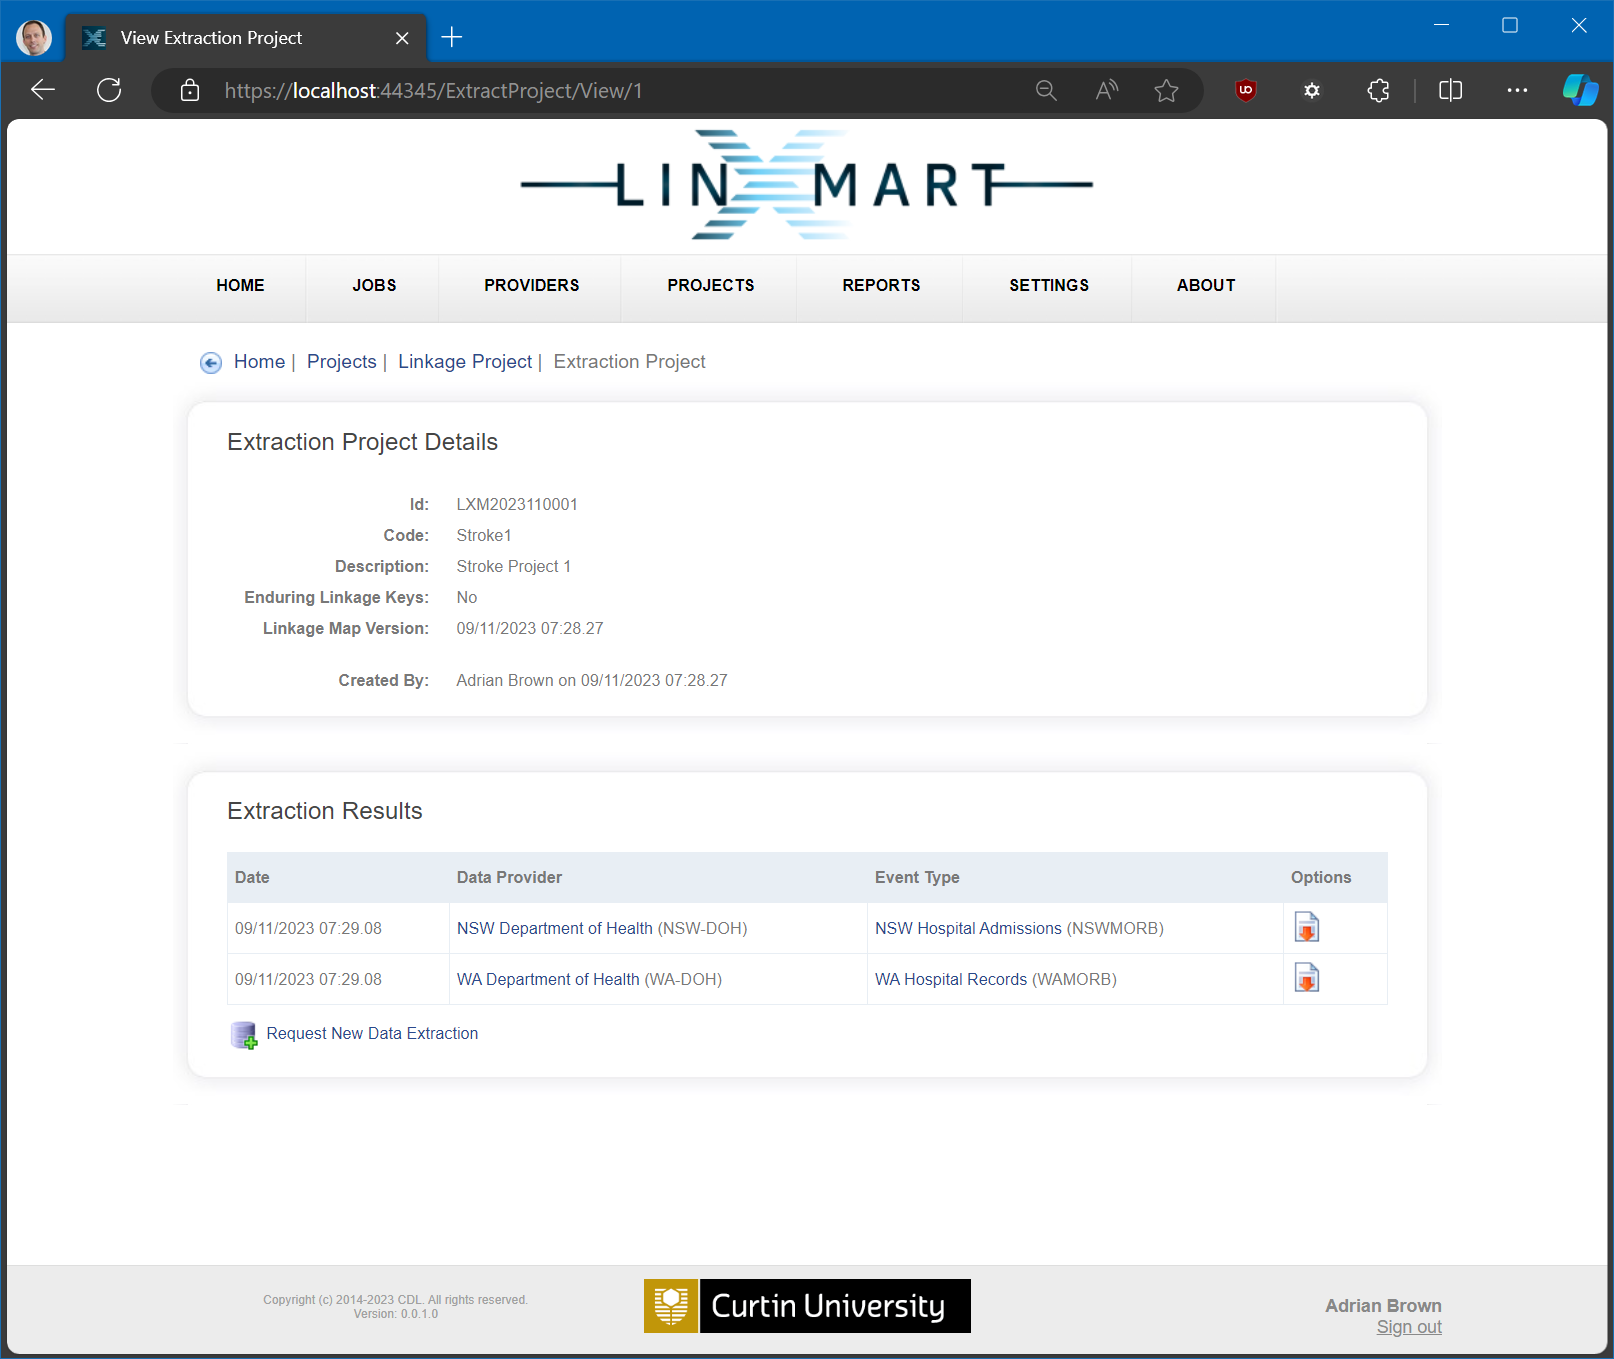 View Extraction Project
https://localhost:44345/ExtractProject/View/1
LINXMART
HOME JOBS PROVIDERS PROJECTS REPORTS SETTINGS ABOUT
Home | Projects | Linkage Project | Extraction Project
Extraction Project Details
Id: LXM2023110001
Code: Stroke1
Description: Stroke Project 1
Enduring Linkage Keys: No
Linkage Map Version: 09/11/2023 07:28.27
Created By: Adrian Brown on 09/11/2023 07:28.27
Extraction Results
Date Data Provider Event Type Options
09/11/2023 07:29.08 NSW Department of Health (NSW-DOH) NSW Hospital Admissions (NSWMORB)
09/11/2023 07:29.08 WA Department of Health (WA-DOH) WA Hospital Records (WAMORB)
Request New Data Extraction
Copyright (c) 2014-2023 CDL. All rights reserved.
Version: 0.0.1.0
Curtin University
Adrian Brown
Sign out